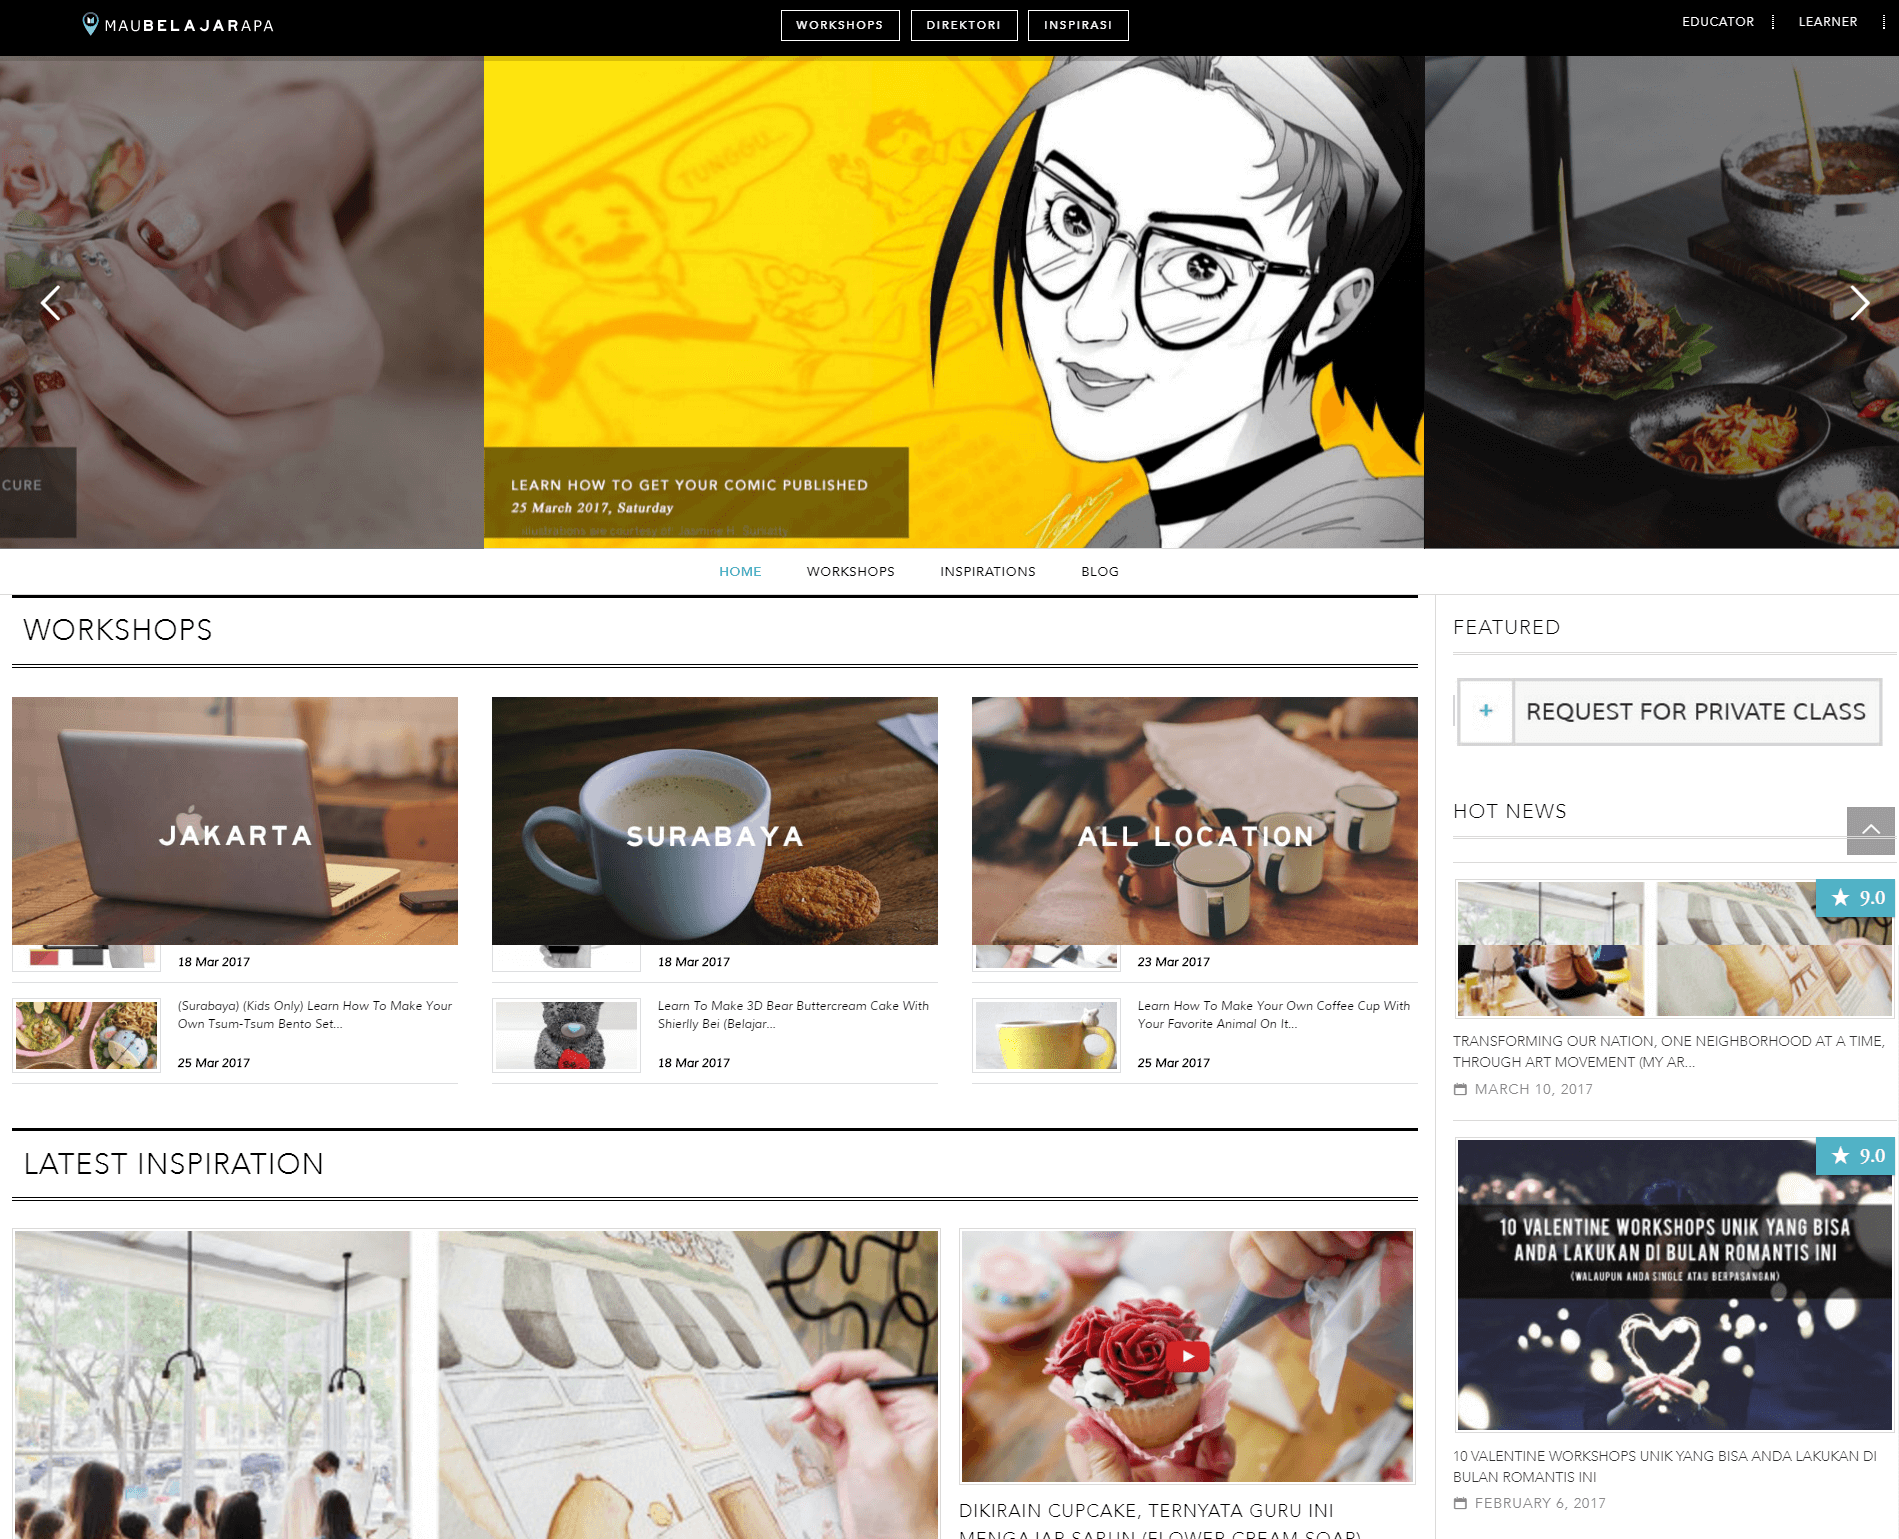 MAUBELAJARAPA
WORKSHOPS
DIREKTORI
INSPIRASI
EDUCATOR
LEARNER
TUNGGU..
CURE
LEARN HOW TO GET YOUR COMIC PUBLISHED
25 March 2017, Saturday
illustrations are courtesy of: Jasmine H. Surkatty
HOME
WORKSHOPS
INSPIRATIONS
BLOG
WORKSHOPS
JAKARTA
18 Mar 2017
(Surabaya) (Kids Only) Learn How To Make Your
Own Tsum-Tsum Bento Set...
25 Mar 2017
SURABAYA
18 Mar 2017
Learn To Make 3D Bear Buttercream Cake With
Shierlly Bei (Belajar...
18 Mar 2017
ALL LOCATION
23 Mar 2017
Learn How To Make Your Own Coffee Cup With
Your Favorite Animal On It...
25 Mar 2017
LATEST INSPIRATION
DIKIRAIN CUPCAKE, TERNYATA GURU INI
MENGAJAR SABUN (FLOWER CREAM SOAP)
FEATURED
+ REQUEST FOR PRIVATE CLASS
HOT NEWS
9.0
TRANSFORMING OUR NATION, ONE NEIGHBORHOOD AT A TIME,
THROUGH ART MOVEMENT (MY AR...
MARCH 10, 2017
9.0
10 VALENTINE WORKSHOPS UNIK YANG BISA
ANDA LAKUKAN DI BULAN ROMANTIS INI
(WALAUPUN ANDA SINGLE ATAU BERPASANGAN)
10 VALENTINE WORKSHOPS UNIK YANG BISA ANDA LAKUKAN DI
BULAN ROMANTIS INI
FEBRUARY 6, 2017